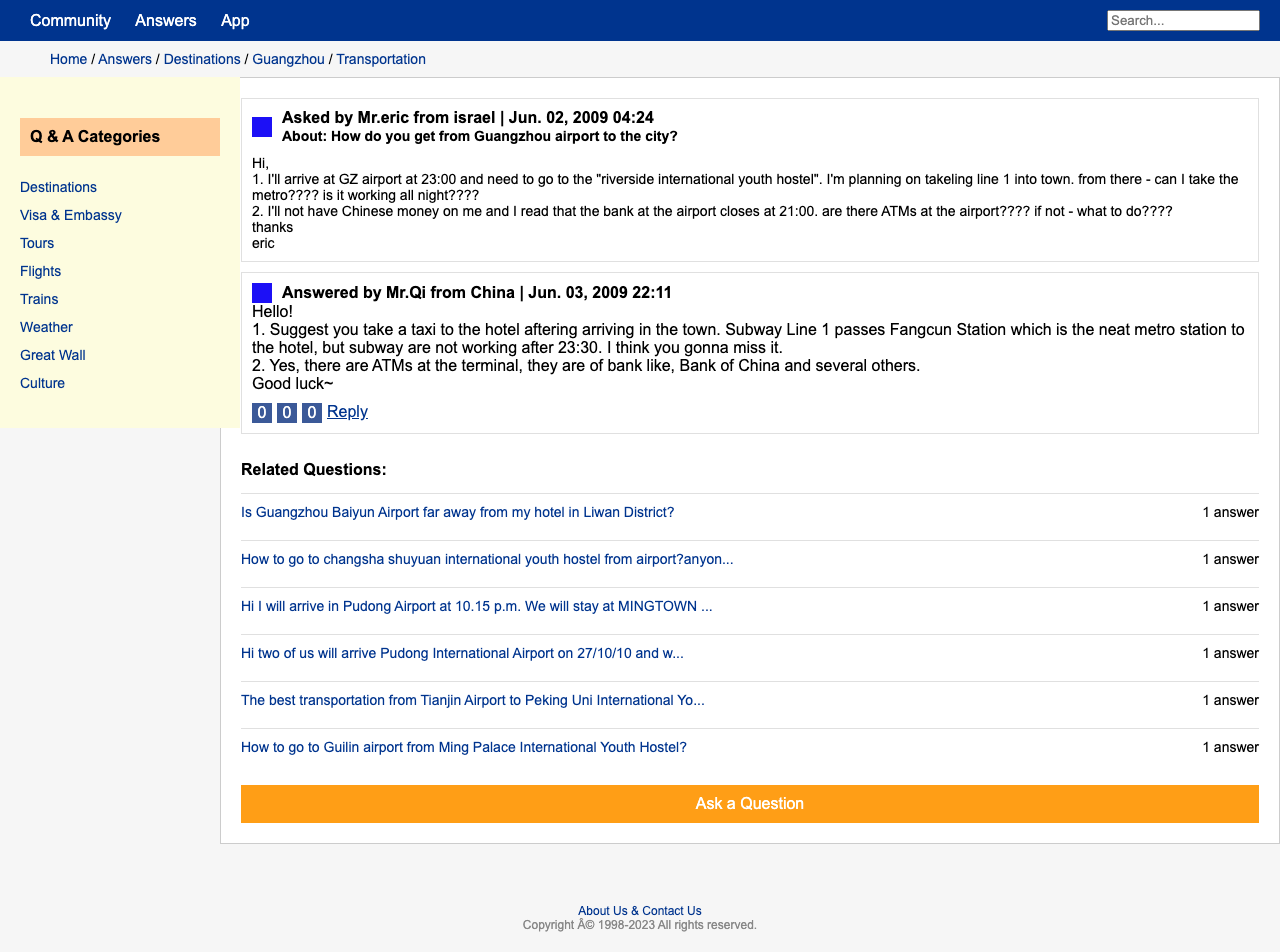 Community Answers App Search...
Home / Answers / Destinations / Guangzhou / Transportation
Q & A Categories
Destinations
Visa & Embassy
Tours
Flights
Trains
Weather
Great Wall
Culture
Asked by Mr.eric from israel | Jun. 02, 2009 04:24
About: How do you get from Guangzhou airport to the city?
Hi,
1. I'll arrive at GZ airport at 23:00 and need to go to the "riverside international youth hostel". I'm planning on takeling line 1 into town. from there - can I take the
metro???? is it working all night????
2. I'll not have Chinese money on me and I read that the bank at the airport closes at 21:00. are there ATMs at the airport???? if not - what to do????
thanks
eric
Answered by Mr.Qi from China | Jun. 03, 2009 22:11
Hello!
1. Suggest you take a taxi to the hotel aftering arriving in the town. Subway Line 1 passes Fangcun Station which is the neat metro station to
the hotel, but subway are not working after 23:30. I think you gonna miss it.
2. Yes, there are ATMs at the terminal, they are of bank like, Bank of China and several others.
Good luck~
0 0 0 Reply
Related Questions:
Is Guangzhou Baiyun Airport far away from my hotel in Liwan District? 1 answer
How to go to changsha shuyuan international youth hostel from airport?anyon... 1 answer
Hi I will arrive in Pudong Airport at 10.15 p.m. We will stay at MINGTOWN ... 1 answer
Hi two of us will arrive Pudong International Airport on 27/10/10 and w... 1 answer
The best transportation from Tianjin Airport to Peking Uni International Yo... 1 answer
How to go to Guilin airport from Ming Palace International Youth Hostel? 1 answer
Ask a Question
About Us & Contact Us
Copyright Â© 1998-2023 All rights reserved.